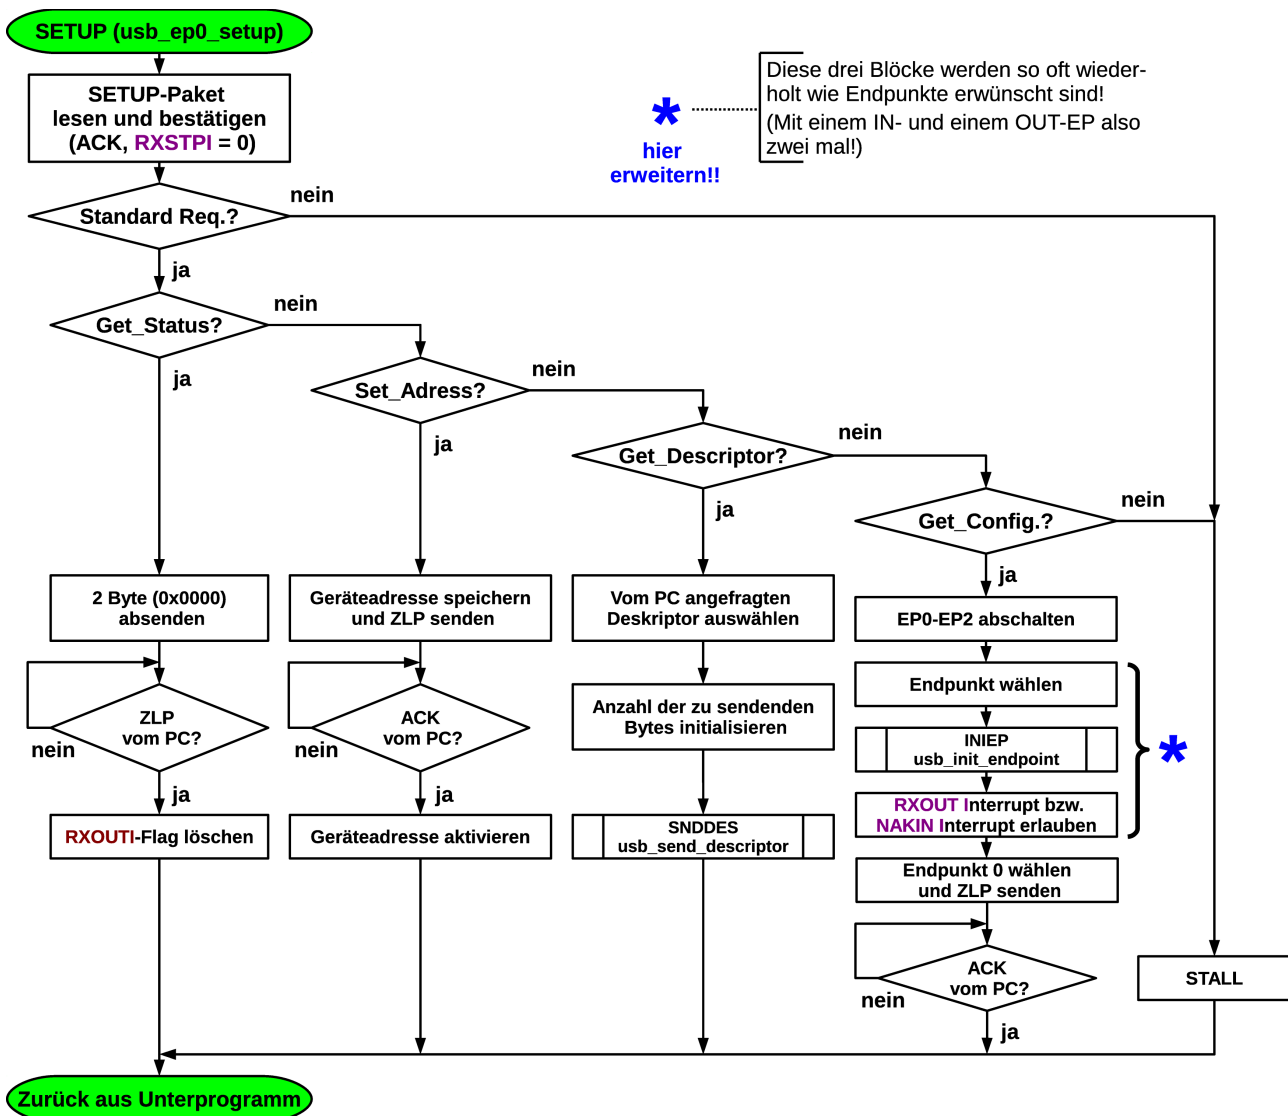 SETUP (usb_ep0_setup)
SETUP-Paket
lesen und bestätigen
(ACK, RXSTPI = 0)
*
hier
erweitern!!
Diese drei Blöcke werden so oft wieder-
holt wie Endpunkte erwünscht sind!
(Mit einem IN- und einem OUT-EP also
zwei mal!)
Standard Req.?
nein
ja
Get_Status?
nein
ja
Set_Adress?
nein
ja
Get_Descriptor?
nein
ja
Get_Config.?
nein
ja
2 Byte (0x0000)
absenden
ZLP
vom PC?
nein
ja
RXOUTI-Flag löschen
Geräteadresse speichern
und ZLP senden
ACK
vom PC?
nein
ja
Geräteadresse aktivieren
Vom PC angefragten
Deskriptor auswählen
Anzahl der zu sendenden
Bytes initialisieren
SNDDES
usb_send_descriptor
EP0-EP2 abschalten
Endpunkt wählen
INIEP
usb_init_endpoint
RXOUT Interrupt bzw.
NAKIN Interrupt erlauben
*
Endpunkt 0 wählen
und ZLP senden
ACK
vom PC?
nein
ja
STALL
Zurück aus Unterprogramm